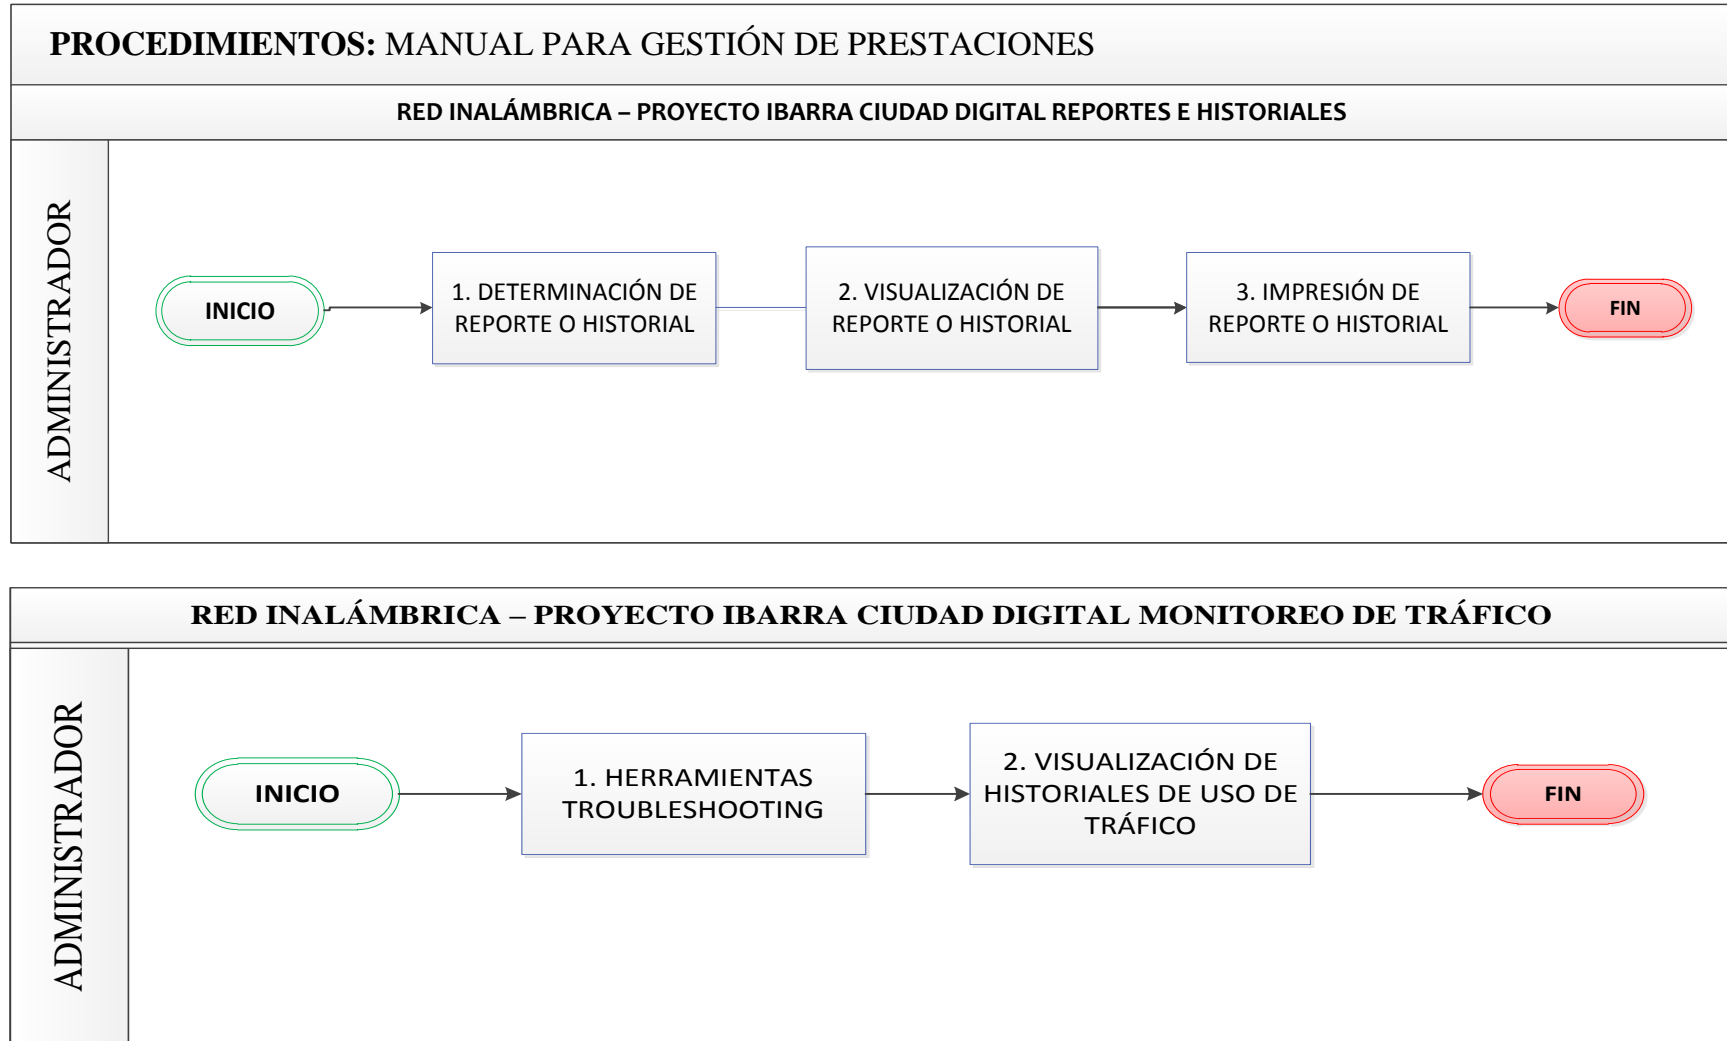 PROCEDIMIENTOS: MANUAL PARA GESTIÓN DE PRESTACIONES
RED INALÁMBRICA – PROYECTO IBARRA CIUDAD DIGITAL REPORTES E HISTORIALES
ADMINISTRADOR
INICIO
1. DETERMINACIÓN DE
REPORTE O HISTORIAL
2. VISUALIZACIÓN DE
REPORTE O HISTORIAL
3. IMPRESIÓN DE
REPORTE O HISTORIAL
FIN
RED INALÁMBRICA – PROYECTO IBARRA CIUDAD DIGITAL MONITOREO DE TRÁFICO
ADMINISTRADOR
INICIO
1. HERRAMIENTAS
TROUBLESHOOTING
2. VISUALIZACIÓN DE
HISTORIALES DE USO DE
TRÁFICO
FIN